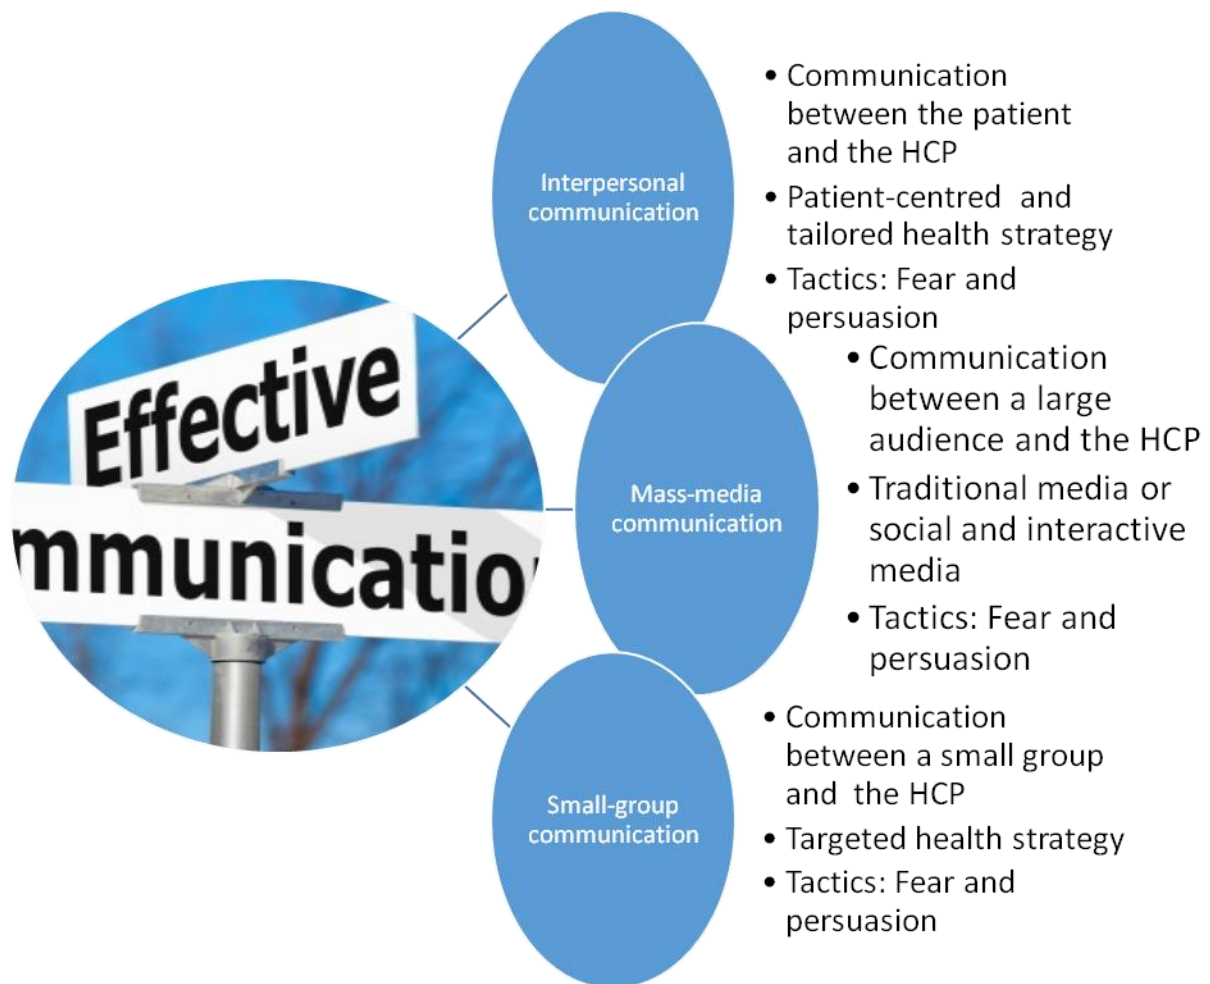 Effective
mmunicatio
Interpersonal
communication
• Communication
between the patient
and the HCP
• Patient-centred and
tailored health strategy
• Tactics: Fear and
persuasion
Mass-media
communication
• Communication
between a large
audience and the HCP
• Traditional media or
social and interactive
media
• Tactics: Fear and
persuasion
Small-group
communication
• Communication
between a small group
and the HCP
• Targeted health strategy
• Tactics: Fear and
persuasion